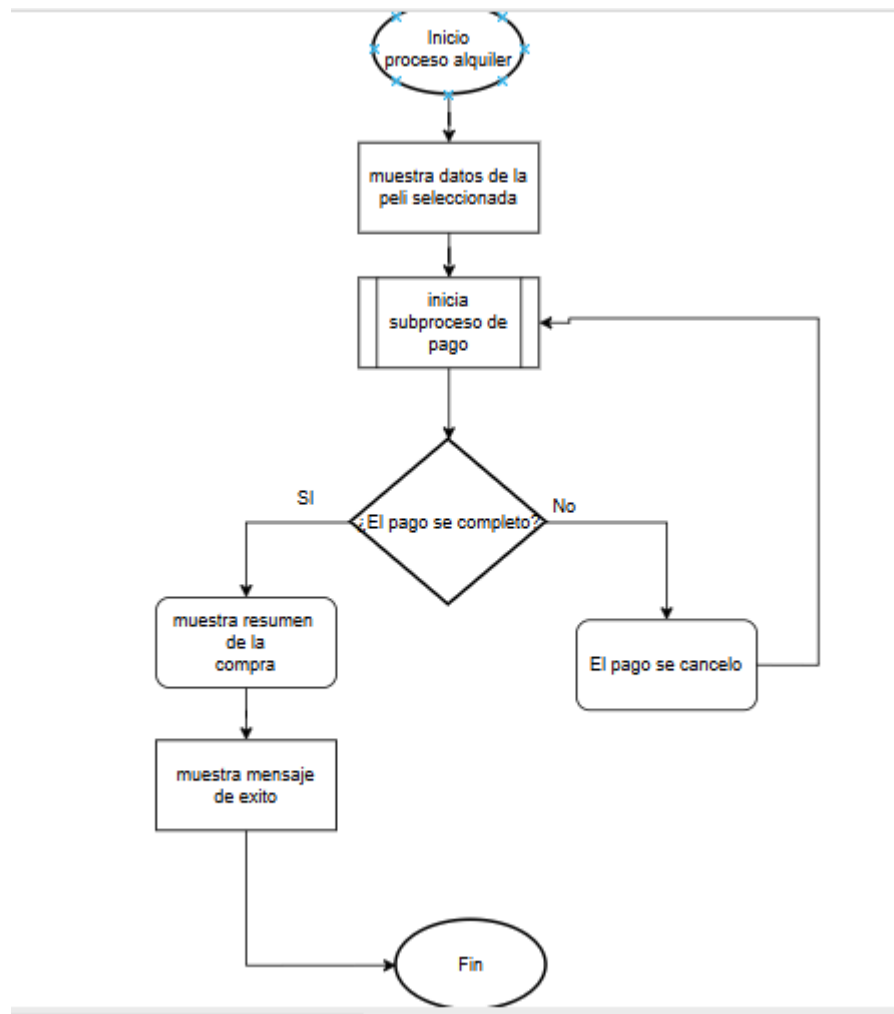 Inicio
proceso alquiler
muestra datos de la
peli seleccionada
inicia
subproceso de
pago
SI
¿El pago se completo?
No
muestra resumen
de la
compra
El pago se cancelo
muestra mensaje
de exito
Fin